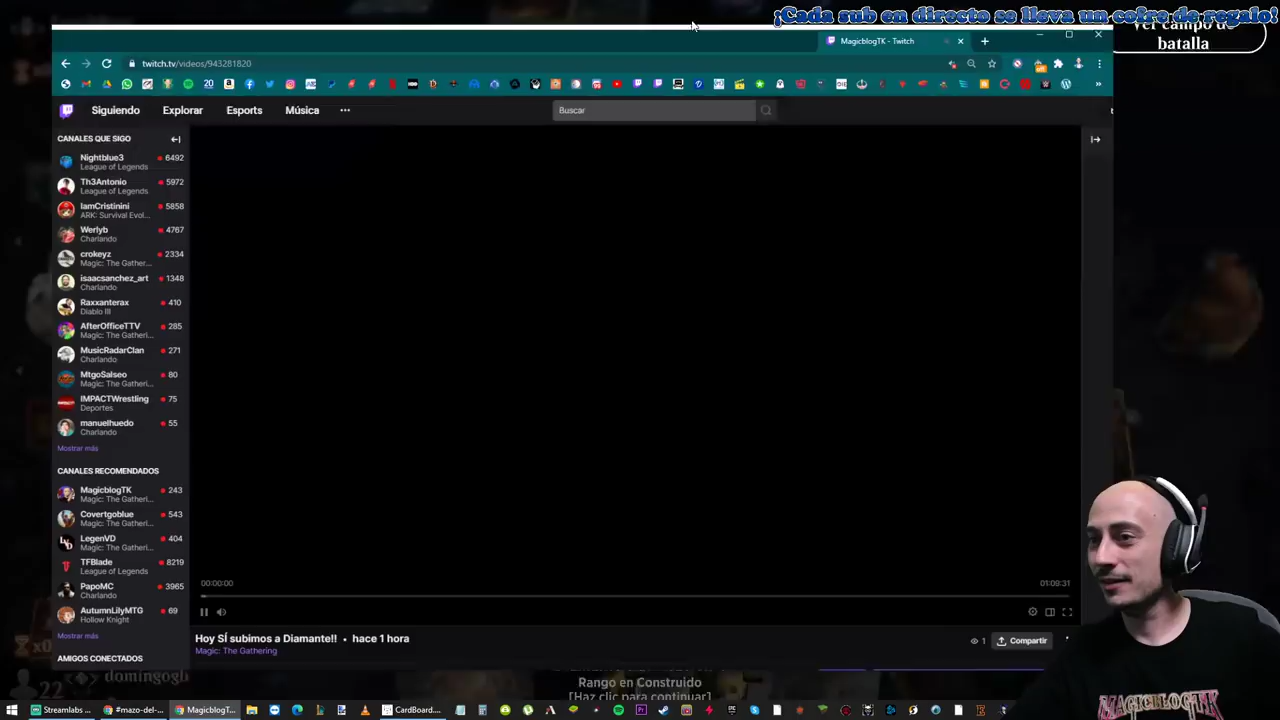 ¡Cada sub en directo se lleva un cofre de regalo!
Ver campo de
batalla
MagicblogTK - Twitch
twitch.tv/videos/943281820
Siguiendo
Explorar
Esports
Música
Buscar
CANALES QUE SIGO
Nightblue3
6492
League of Legends
Th3Antonio
5972
League of Legends
IamCristinini
5858
ARK: Survival Evol...
Werlyb
4767
Charlando
crokeyz
2334
Magic: The Gather...
isaacsanchez_art
1348
Charlando
Raxxanterax
410
Diablo III
AfterOfficeTTV
285
Magic: The Gatheri...
MusicRadarClan
271
Charlando
MtgoSalseo
80
Magic: The Gatheri...
IMPACTWrestling
75
Deportes
manuelhuedo
55
Charlando
Mostrar más
CANALES RECOMENDADOS
MagicblogTK
243
Magic: The Gatheri...
Covertgoblue
543
Magic: The Gatheri...
LegenVD
404
Magic: The Gatheri...
TFBlade
8219
League of Legends
PapoMC
3965
Charlando
AutumnLilyMTG
69
Hollow Knight
Mostrar más
AMIGOS CONECTADOS
00:00:00
01:09:31
Hoy SÍ subimos a Diamante!! • hace 1 hora
Magic: The Gathering
1
Compartir
22
domingogb
Rango en Construido
[Haz clic para continuar]
MAGICBLOGTK
Streamlabs ...
#mazo-del-...
MagicblogT...
CardBoard....